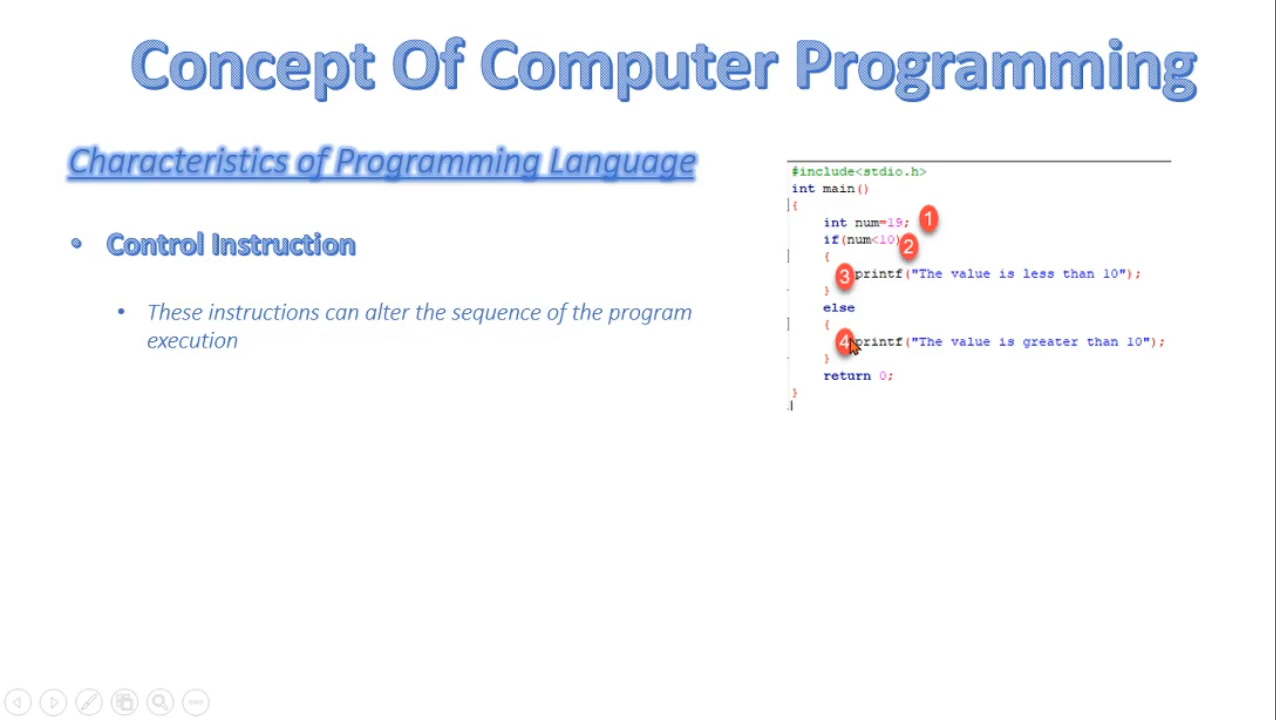 Concept Of Computer Programming
Characteristics of Programming Language
• Control Instruction
• These instructions can alter the sequence of the program
execution
#include<stdio.h>
int main()
{
int num=19; 1
if(num<10) 2
{
3 printf("The value is less than 10");
}
else
{
4 printf("The value is greater than 10");
}
return 0;
}